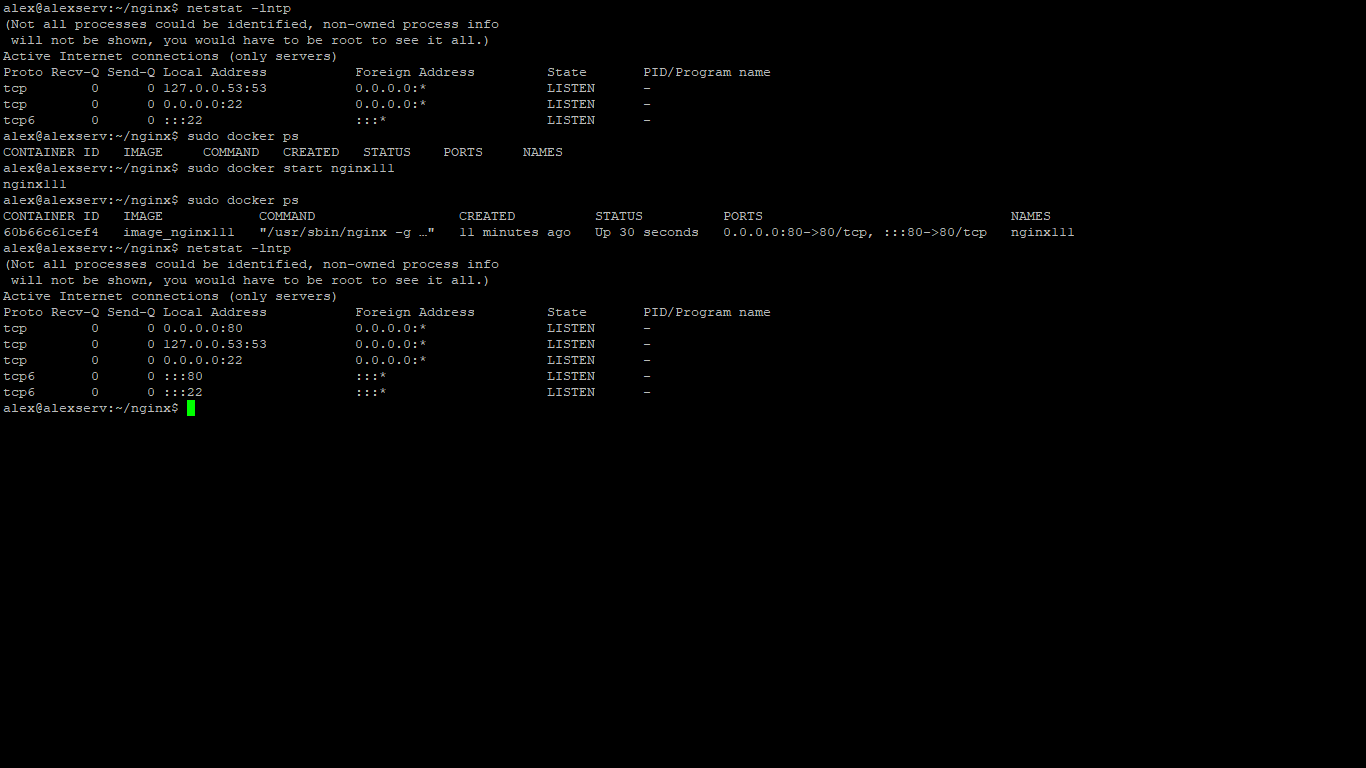 alex@alexserv:~/nginx$ netstat -lntp
(Not all processes could be identified, non-owned process info
 will not be shown, you would have to be root to see it all.)
Active Internet connections (only servers)
Proto Recv-Q Send-Q Local Address           Foreign Address         State       PID/Program name
tcp        0      0 127.0.0.53:53           0.0.0.0:*               LISTEN      -
tcp        0      0 0.0.0.0:22              0.0.0.0:*               LISTEN      -
tcp6       0      0 :::22                   :::*                    LISTEN      -
alex@alexserv:~/nginx$ sudo docker ps
CONTAINER ID   IMAGE     COMMAND   CREATED   STATUS    PORTS     NAMES
alex@alexserv:~/nginx$ sudo docker start nginx111
nginx111
alex@alexserv:~/nginx$ sudo docker ps
CONTAINER ID   IMAGE            COMMAND                  CREATED          STATUS          PORTS                               NAMES
60b66c61cef4   image_nginx111   "/usr/sbin/nginx -g …"   11 minutes ago   Up 30 seconds   0.0.0.0:80->80/tcp, :::80->80/tcp   nginx111
alex@alexserv:~/nginx$ netstat -lntp
(Not all processes could be identified, non-owned process info
 will not be shown, you would have to be root to see it all.)
Active Internet connections (only servers)
Proto Recv-Q Send-Q Local Address           Foreign Address         State       PID/Program name
tcp        0      0 0.0.0.0:80              0.0.0.0:*               LISTEN      -
tcp        0      0 127.0.0.53:53           0.0.0.0:*               LISTEN      -
tcp        0      0 0.0.0.0:22              0.0.0.0:*               LISTEN      -
tcp6       0      0 :::80                   :::*                    LISTEN      -
tcp6       0      0 :::22                   :::*                    LISTEN      -
alex@alexserv:~/nginx$